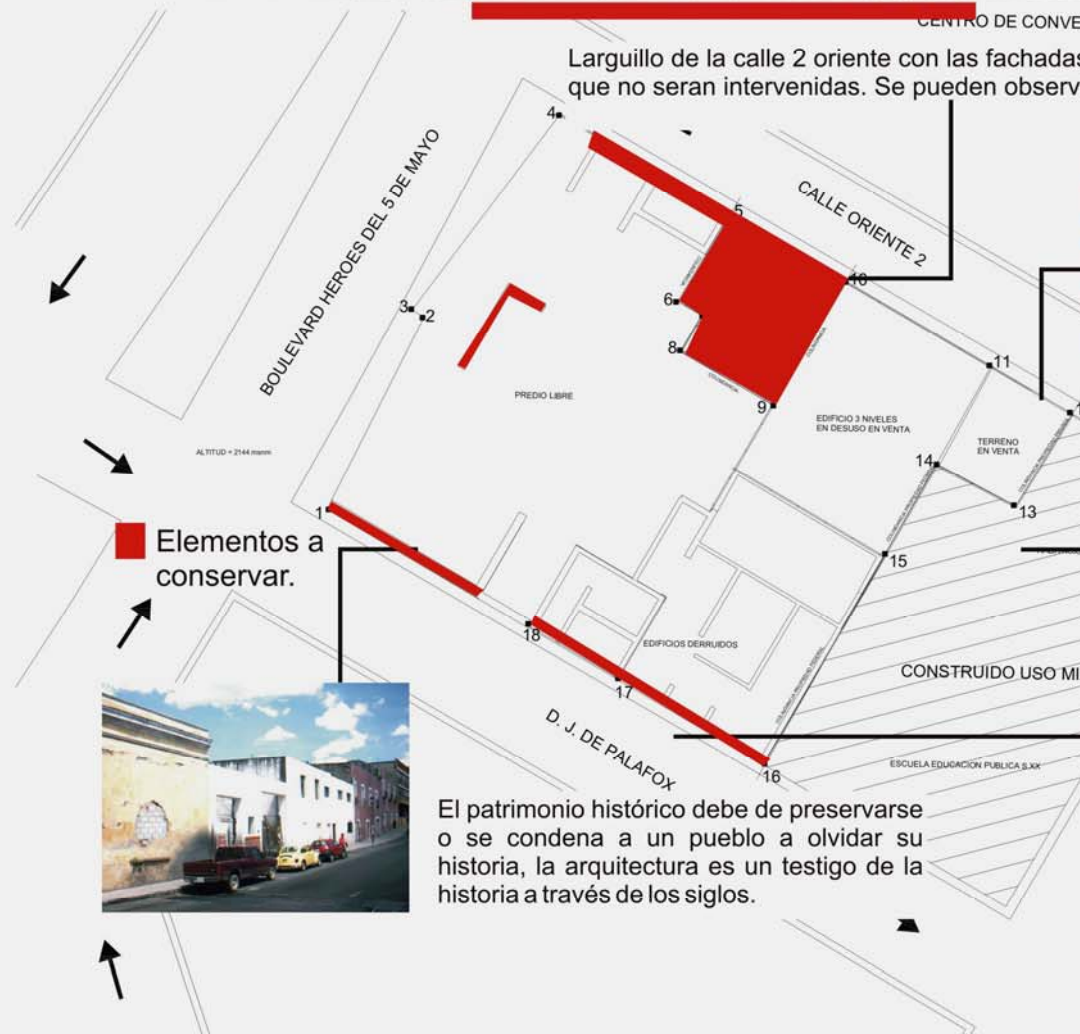 CENTRO DE CONVE
Larguillo de la calle 2 oriente con las fachadas
que no seran intervenidas. Se pueden observ
4
BOULEVARD HEROES DEL 5 DE MAYO
CALLE ORIENTE 2
5
10
6
3
2
8
9
COLINDANCIA
COLINDANCIA
11
PREDIO LIBRE
EDIFICIO 3 NIVELES
EN DESUSO EN VENTA
TERRENO
EN VENTA
ALTITUD = 2144 msnm
14
13
1
Elementos a
conservar.
15
18
EDIFICIOS DERRUIDOS
17
CONSTRUIDO USO MI
D. J. DE PALAFOX
16
ESCUELA EDUCACION PUBLICA S.XX
El patrimonio histórico debe de preservarse
o se condena a un pueblo a olvidar su
historia, la arquitectura es un testigo de la
historia a través de los siglos.